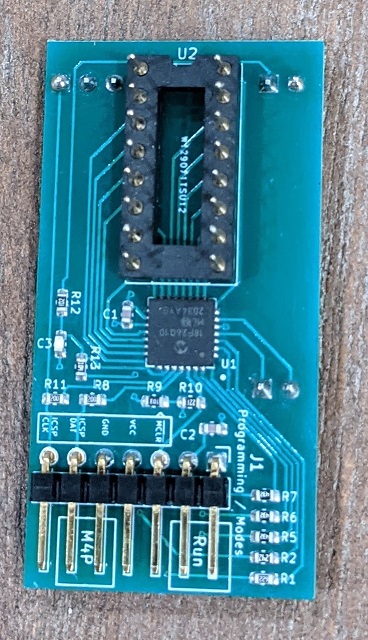 U2
R12
C1
C3
R13
U1
R11
R8
R9
R10
C2
ICSP CLK
ICSP DAT
GND
VCC
MCLR
J1
Programming / Modes
R7
R6
R5
R2
R1
M4P
Run